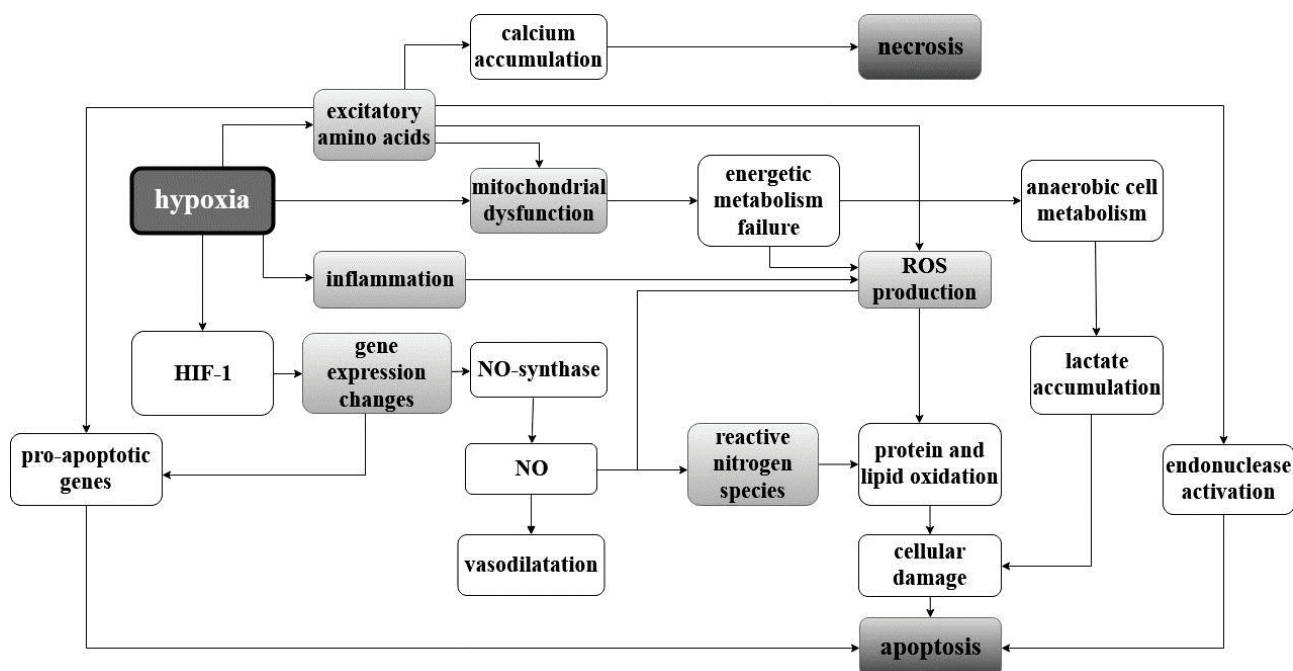 calcium
accumulation
necrosis
excitatory
amino acids
hypoxia
mitochondrial
dysfunction
energetic
metabolism
failure
anaerobic cell
metabolism
inflammation
ROS
production
HIF-1
gene
expression
changes
NO-synthase
lactate
accumulation
pro-apoptotic
genes
NO
reactive
nitrogen
species
protein and
lipid oxidation
endonuclease
activation
vasodilatation
cellular
damage
apoptosis